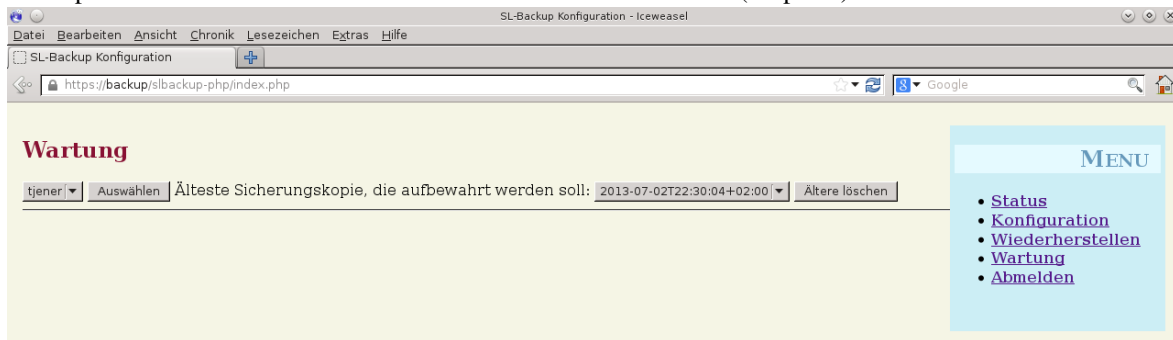 SL-Backup Konfiguration - Iceweasel
Datei Bearbeiten Ansicht Chronik Lesezeichen Extras Hilfe
SL-Backup Konfiguration
https://backup/slbackup-php/index.php
Google
Wartung
tjener Auswählen Älteste Sicherungskopie, die aufbewahrt werden soll: 2013-07-02T22:30:04+02:00 Ältere löschen
MENU
• Status
• Konfiguration
• Wiederherstellen
• Wartung
• Abmelden